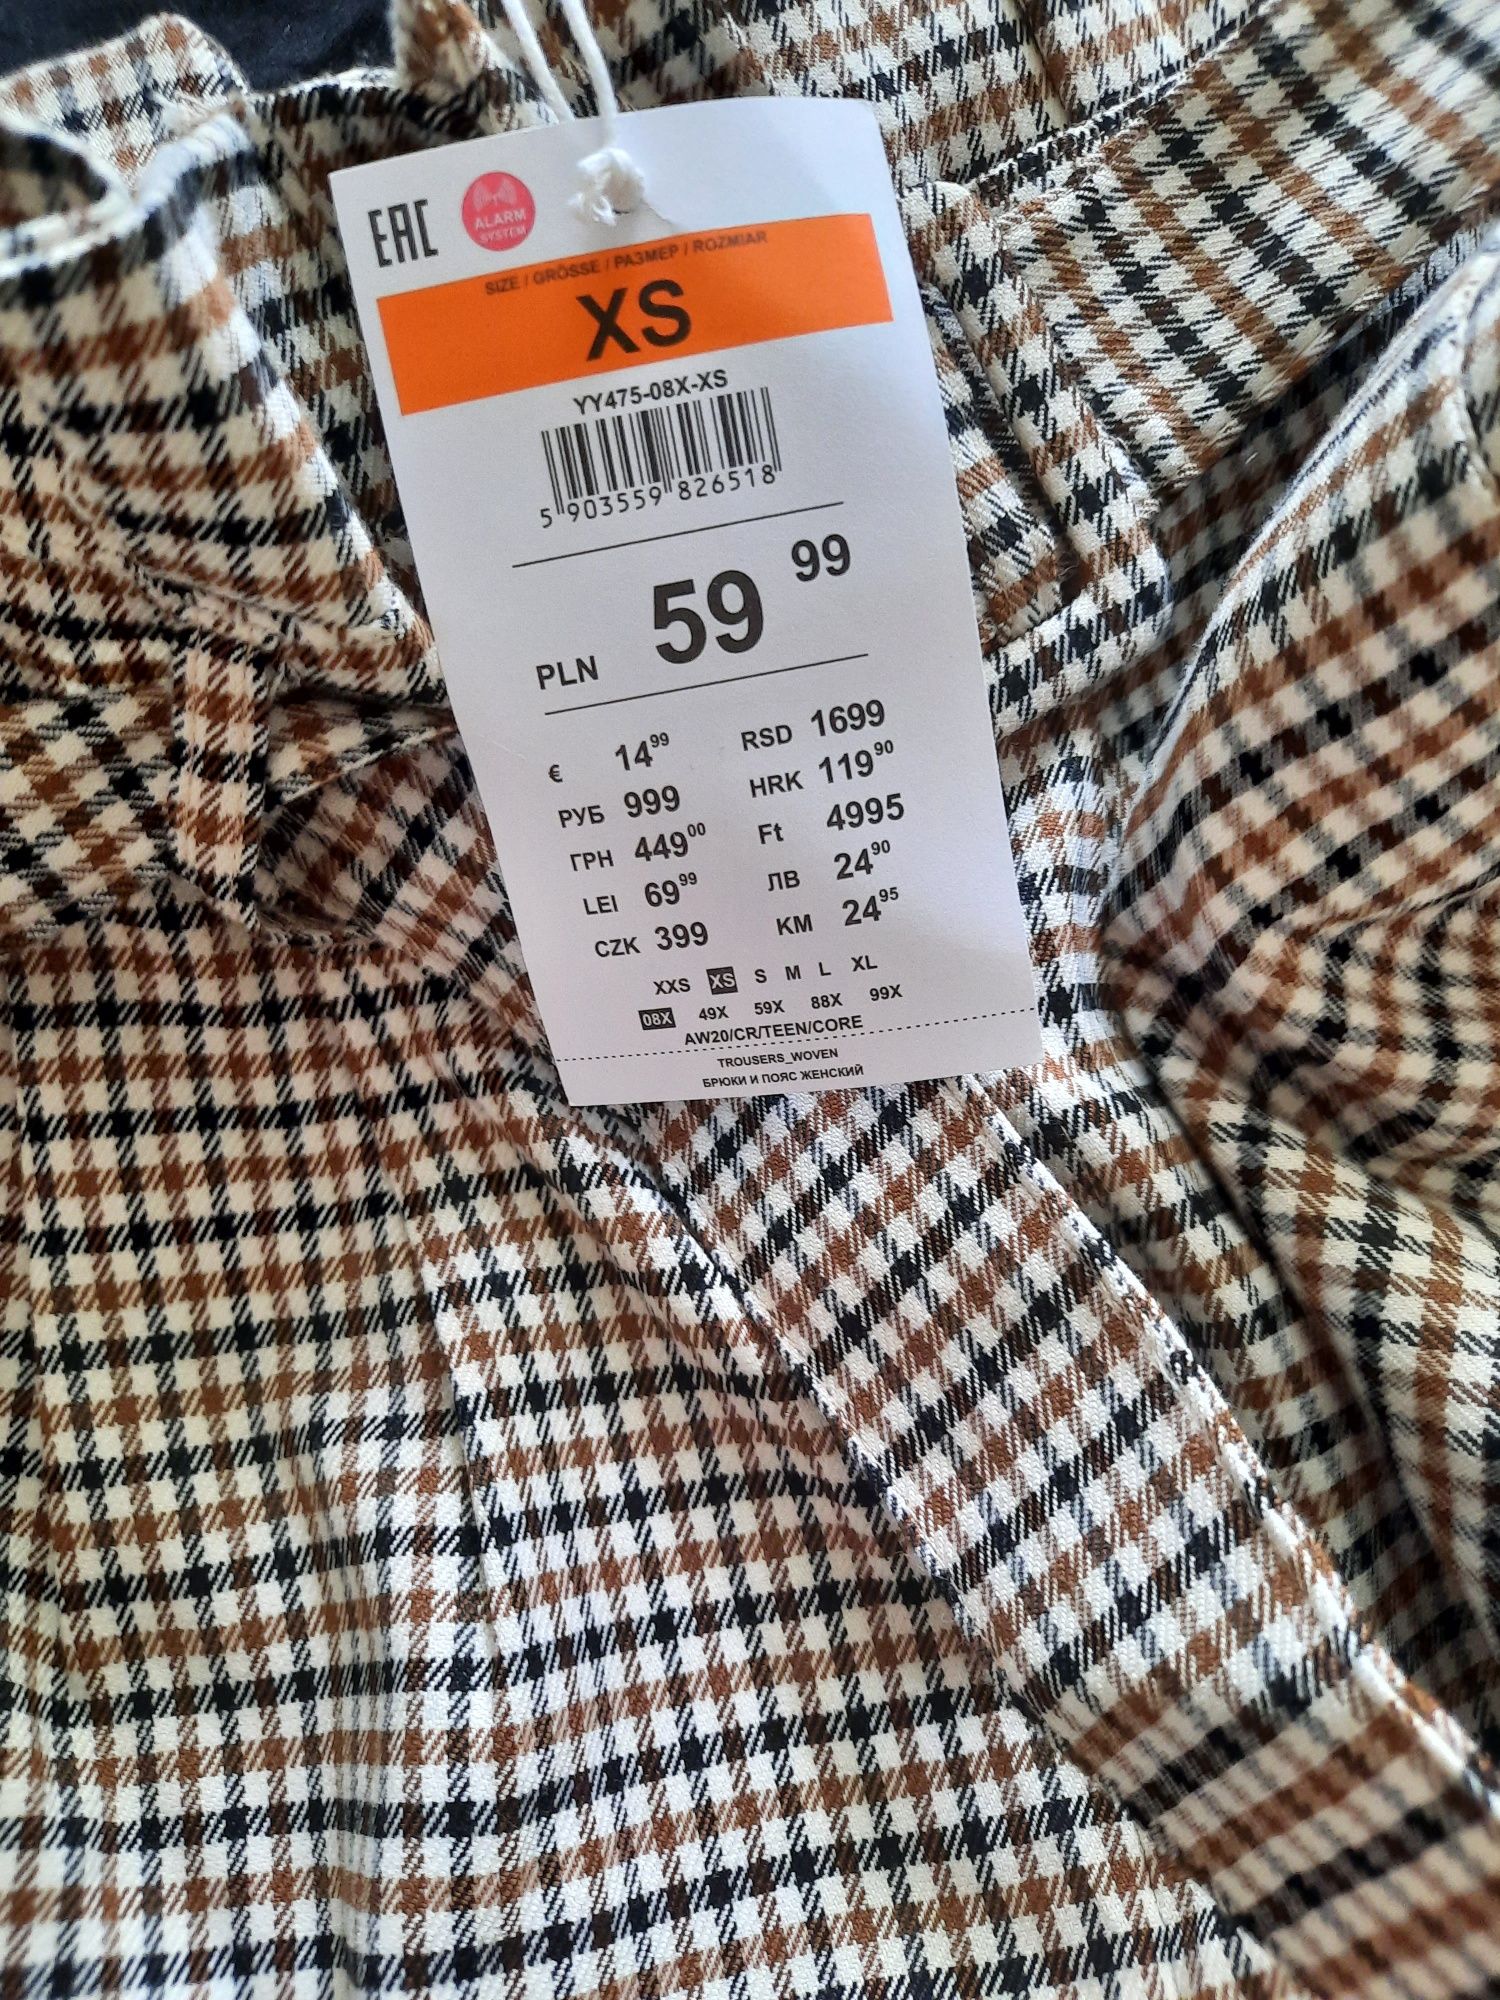 EAC
ALARM
SYSTEM
SIZE / GRÖSSE / РАЗМЕР / ROZMIAR
XS
YY475-08X-XS
5 903559 826518
PLN 59 99
€ 14 99
РУБ 999
ГРН 449 00
LEI 69 99
CZK 399
RSD 1699
HRK 119 90
Ft 4995
ЛВ 24 90
KM 24 95
XXS XS S M L XL
08X 49X 59X 88X 99X
AW20/CR/TEEN/CORE
TROUSERS_WOVEN
БРЮКИ И ПОЯС ЖЕНСКИЙ